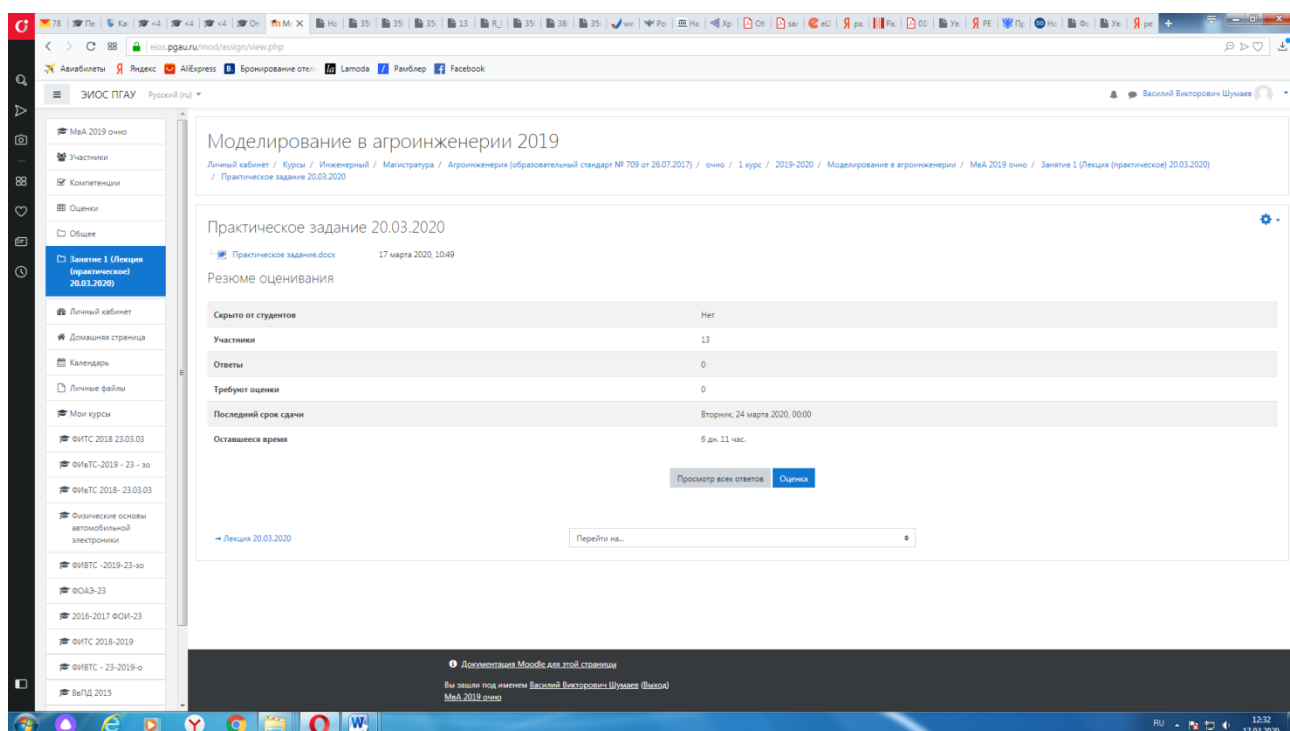 eios.pgau.ru/mod/assign/view.php
Авиабилеты Яндекс AliExpress Lamoda Рамблер Facebook
ЭИОС ПГАУ Русский (ru)
Василий Викторович Шумаев
МвА 2019 очно
Участники
Компетенции
Оценки
Общее
Занятие 1 (Лекция
(практическое)
20.03.2020)
Личный кабинет
Домашняя страница
Календарь
Личные файлы
Мои курсы
ФИТС 2018 23.03.03
ФИвТС-2019 - 23 - зо
ФИвТС 2018- 23.03.03
Физические основы
автомобильной
электроники
ФИВТС -2019-23-зо
ФОАЭ-23
2016-2017 ФОИ-23
ФИТС 2018-2019
ФИВТС - 23-2019-о
ВвПД 2015
Моделирование в агроинженерии 2019
Личный кабинет / Курсы / Инженерный / Магистратура / Агроинженерия (образовательный стандарт № 709 от 26.07.2017) / очно / 1 курс / 2019-2020 / Моделирование в агроинженерии / МвА 2019 очно / Занятие 1 (Лекция (практическое) 20.03.2020)
/ Практическое задание 20.03.2020
Практическое задание 20.03.2020
Практическое задание.docx 17 марта 2020, 10:49
Резюме оценивания
Скрыто от студентов Нет
Участники 13
Ответы 0
Требуют оценки 0
Последний срок сдачи Вторник, 24 марта 2020, 00:00
Оставшееся время 6 дн. 11 час.
Просмотр всех ответов Оценка
Лекция 20.03.2020 Перейти на...
Документация Moodle для этой страницы
Вы зашли под именем Василий Викторович Шумаев (Выход)
МвА 2019 очно
RU 12:32
17.03.2020